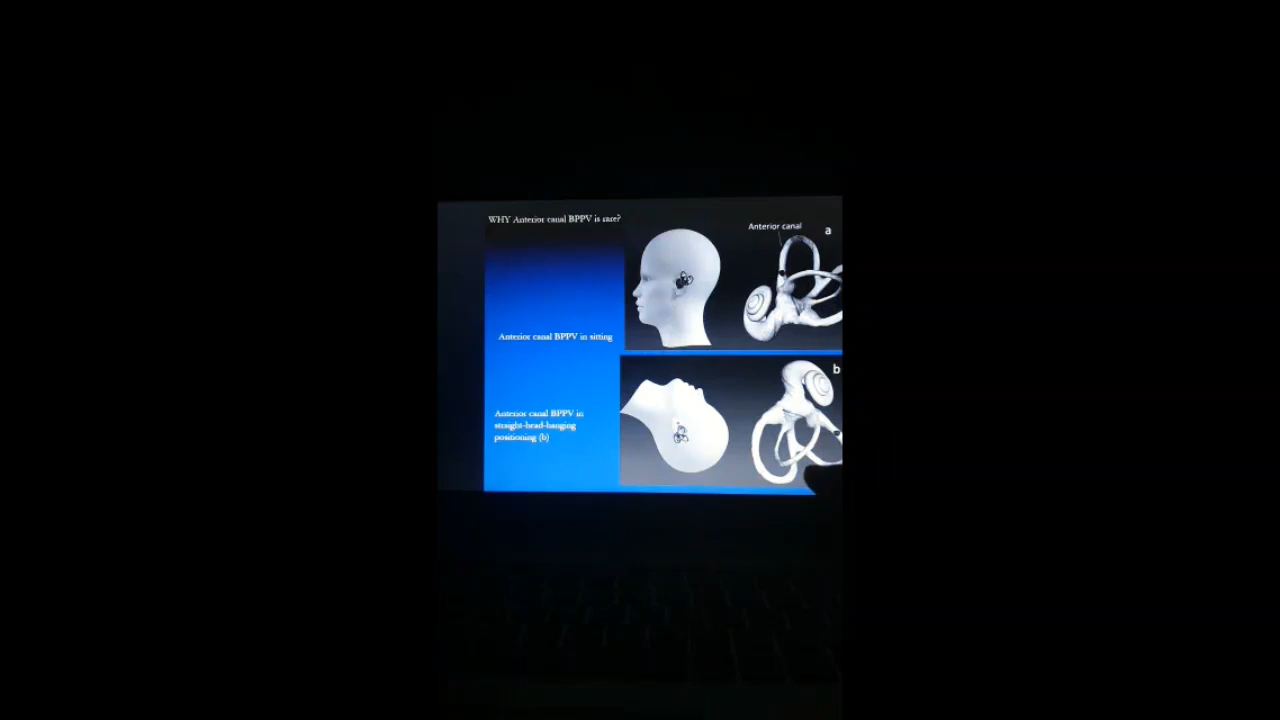 WHY Anterior canal BPPV is rare?
Anterior canal
a
Anterior canal BPPV in sitting
b
Anterior canal BPPV in
straight-head-hanging
positioning (b)